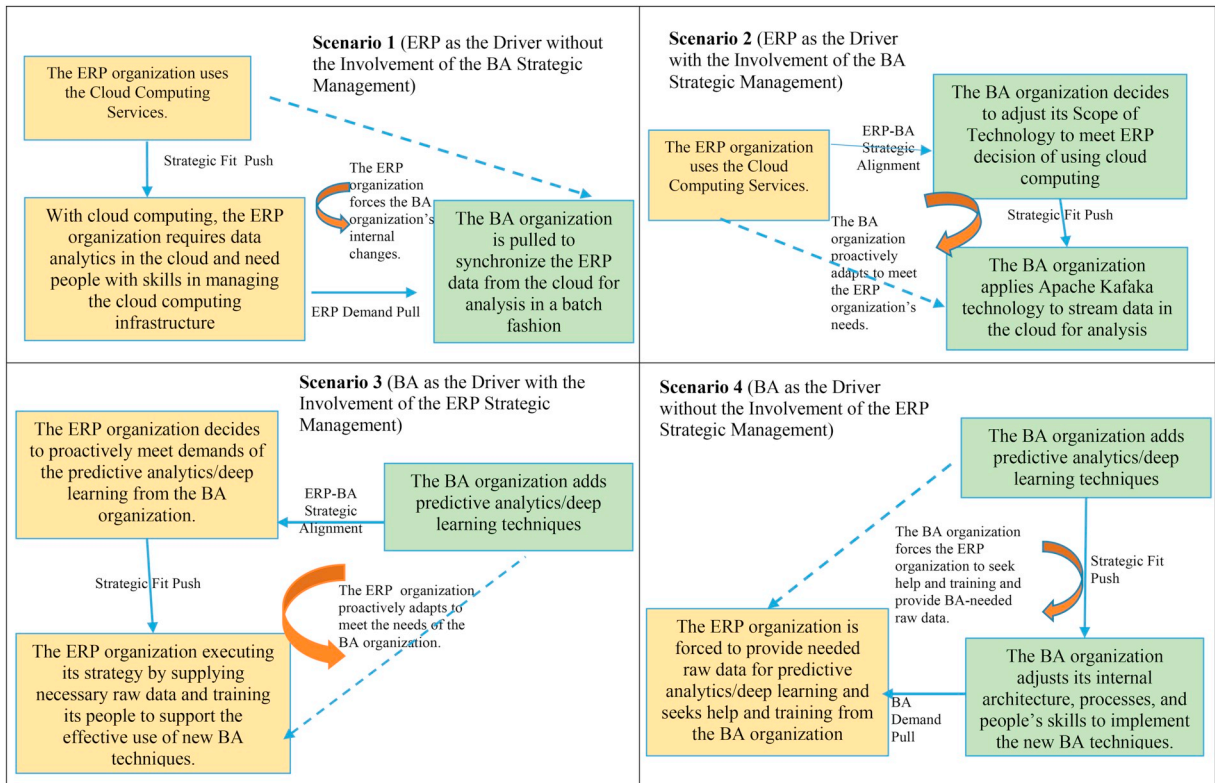 Scenario 1 (ERP as the Driver without
the Involvement of the BA Strategic
Management)
The ERP organization uses
the Cloud Computing
Services.
Strategic Fit Push
The ERP
organization
forces the BA
organization's
internal
changes.
With cloud computing, the ERP
organization requires data
analytics in the cloud and need
people with skills in managing
the cloud computing
infrastructure
ERP Demand Pull
The BA organization
is pulled to
synchronize the ERP
data from the cloud for
analysis in a batch
fashion
Scenario 2 (ERP as the Driver
with the Involvement of the BA
Strategic Management)
The ERP organization
uses the Cloud
Computing Services.
ERP-BA
Strategic
Alignment
The BA organization decides
to adjust its Scope of
Technology to meet ERP
decision of using cloud
computing
Strategic Fit Push
The BA
organization
proactively
adapts to meet
the ERP
organization's
needs.
The BA organization
applies Apache Kafaka
technology to stream data
in the cloud for analysis
Scenario 3 (BA as the Driver with the
Involvement of the ERP Strategic
Management)
The ERP organization decides
to proactively meet demands of
the predictive analytics/deep
learning from the BA
organization.
ERP-BA
Strategic
Alignment
The BA organization adds
predictive analytics/deep
learning techniques
Strategic Fit Push
The ERP organization
proactively adapts to
meet the needs of the
BA organization.
The ERP organization executing
its strategy by supplying
necessary raw data and training
its people to support the
effective use of new BA
techniques.
Scenario 4 (BA as the Driver
without the Involvement of the ERP
Strategic Management)
The BA organization adds
predictive analytics/deep
learning techniques
The BA organization
forces the ERP
organization to seek
help and training and
provide BA-needed
raw data.
Strategic Fit
Push
The ERP organization is
forced to provide needed
raw data for predictive
analytics/deep learning and
seeks help and training from
the BA organization
BA
Demand
Pull
The BA organization
adjusts its internal
architecture, processes, and
people's skills to implement
the new BA techniques.